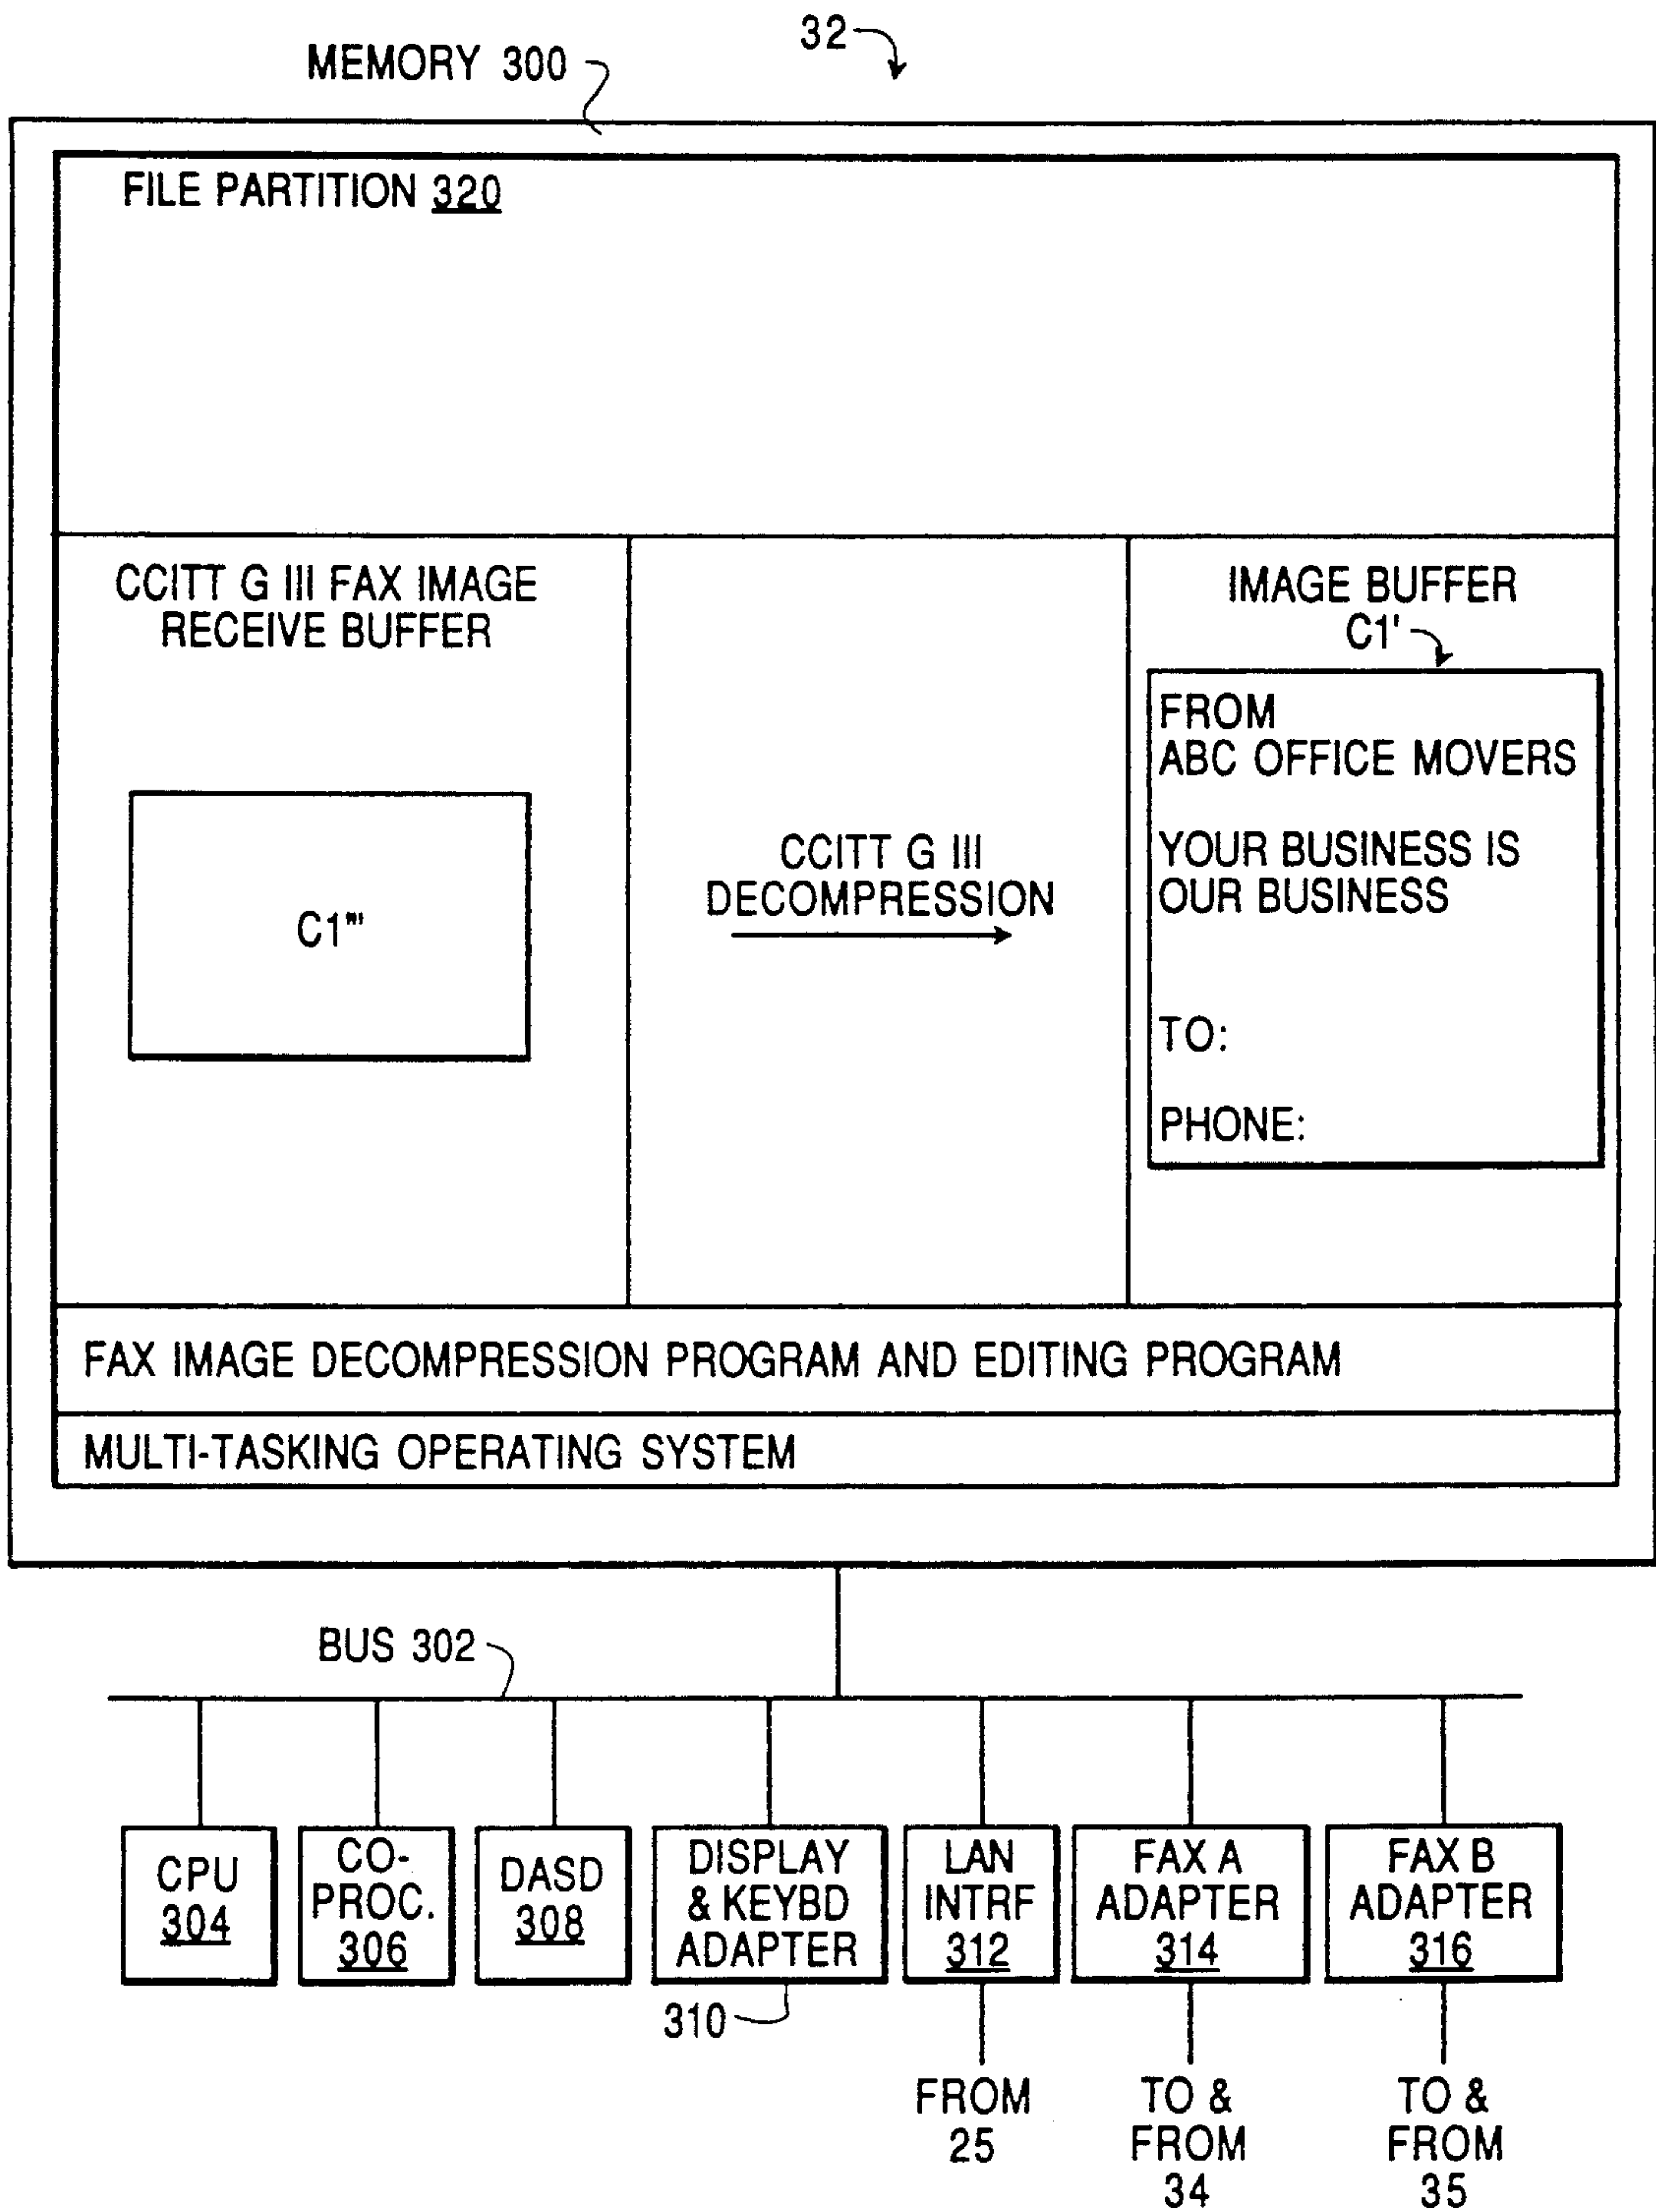 32
MEMORY 300
FILE PARTITION 320
CCITT G III FAX IMAGE
RECEIVE BUFFER
C1'''
CCITT G III
DECOMPRESSION
IMAGE BUFFER
C1'
FROM
ABC OFFICE MOVERS
YOUR BUSINESS IS
OUR BUSINESS
TO:
PHONE:
FAX IMAGE DECOMPRESSION PROGRAM AND EDITING PROGRAM
MULTI-TASKING OPERATING SYSTEM
BUS 302
CPU
304
CO-
PROC.
306
DASD
308
DISPLAY
& KEYBD
ADAPTER
310
LAN
INTRF
312
FAX A
ADAPTER
314
FAX B
ADAPTER
316
FROM
25
TO &
FROM
34
TO &
FROM
35